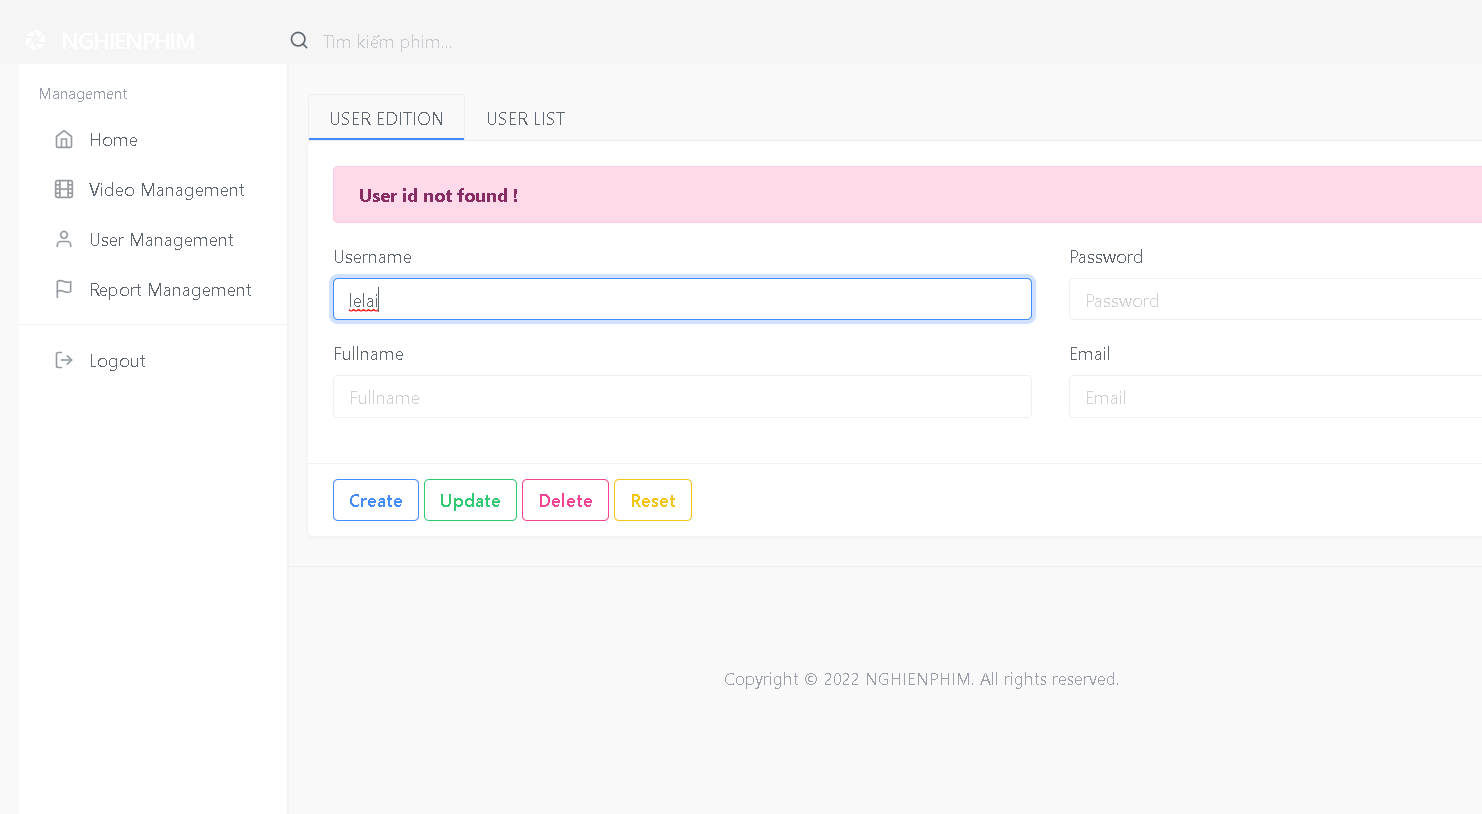 NGHIENPHIM
Tìm kiếm phim...
Management
Home
Video Management
User Management
Report Management
Logout
USER EDITION
USER LIST
User id not found !
Username
Password
lelai
Password
Fullname
Email
Fullname
Email
Create
Update
Delete
Reset
Copyright © 2022 NGHIENPHIM. All rights reserved.